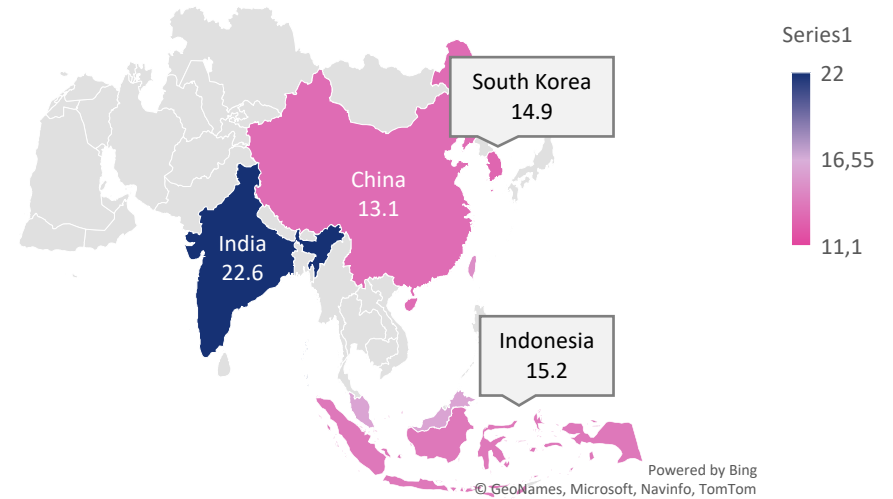 Series1
22
16,55
11,1
South Korea
14.9
China
13.1
India
22.6
Indonesia
15.2
Powered by Bing
© GeoNames, Microsoft, Navinfo, TomTom